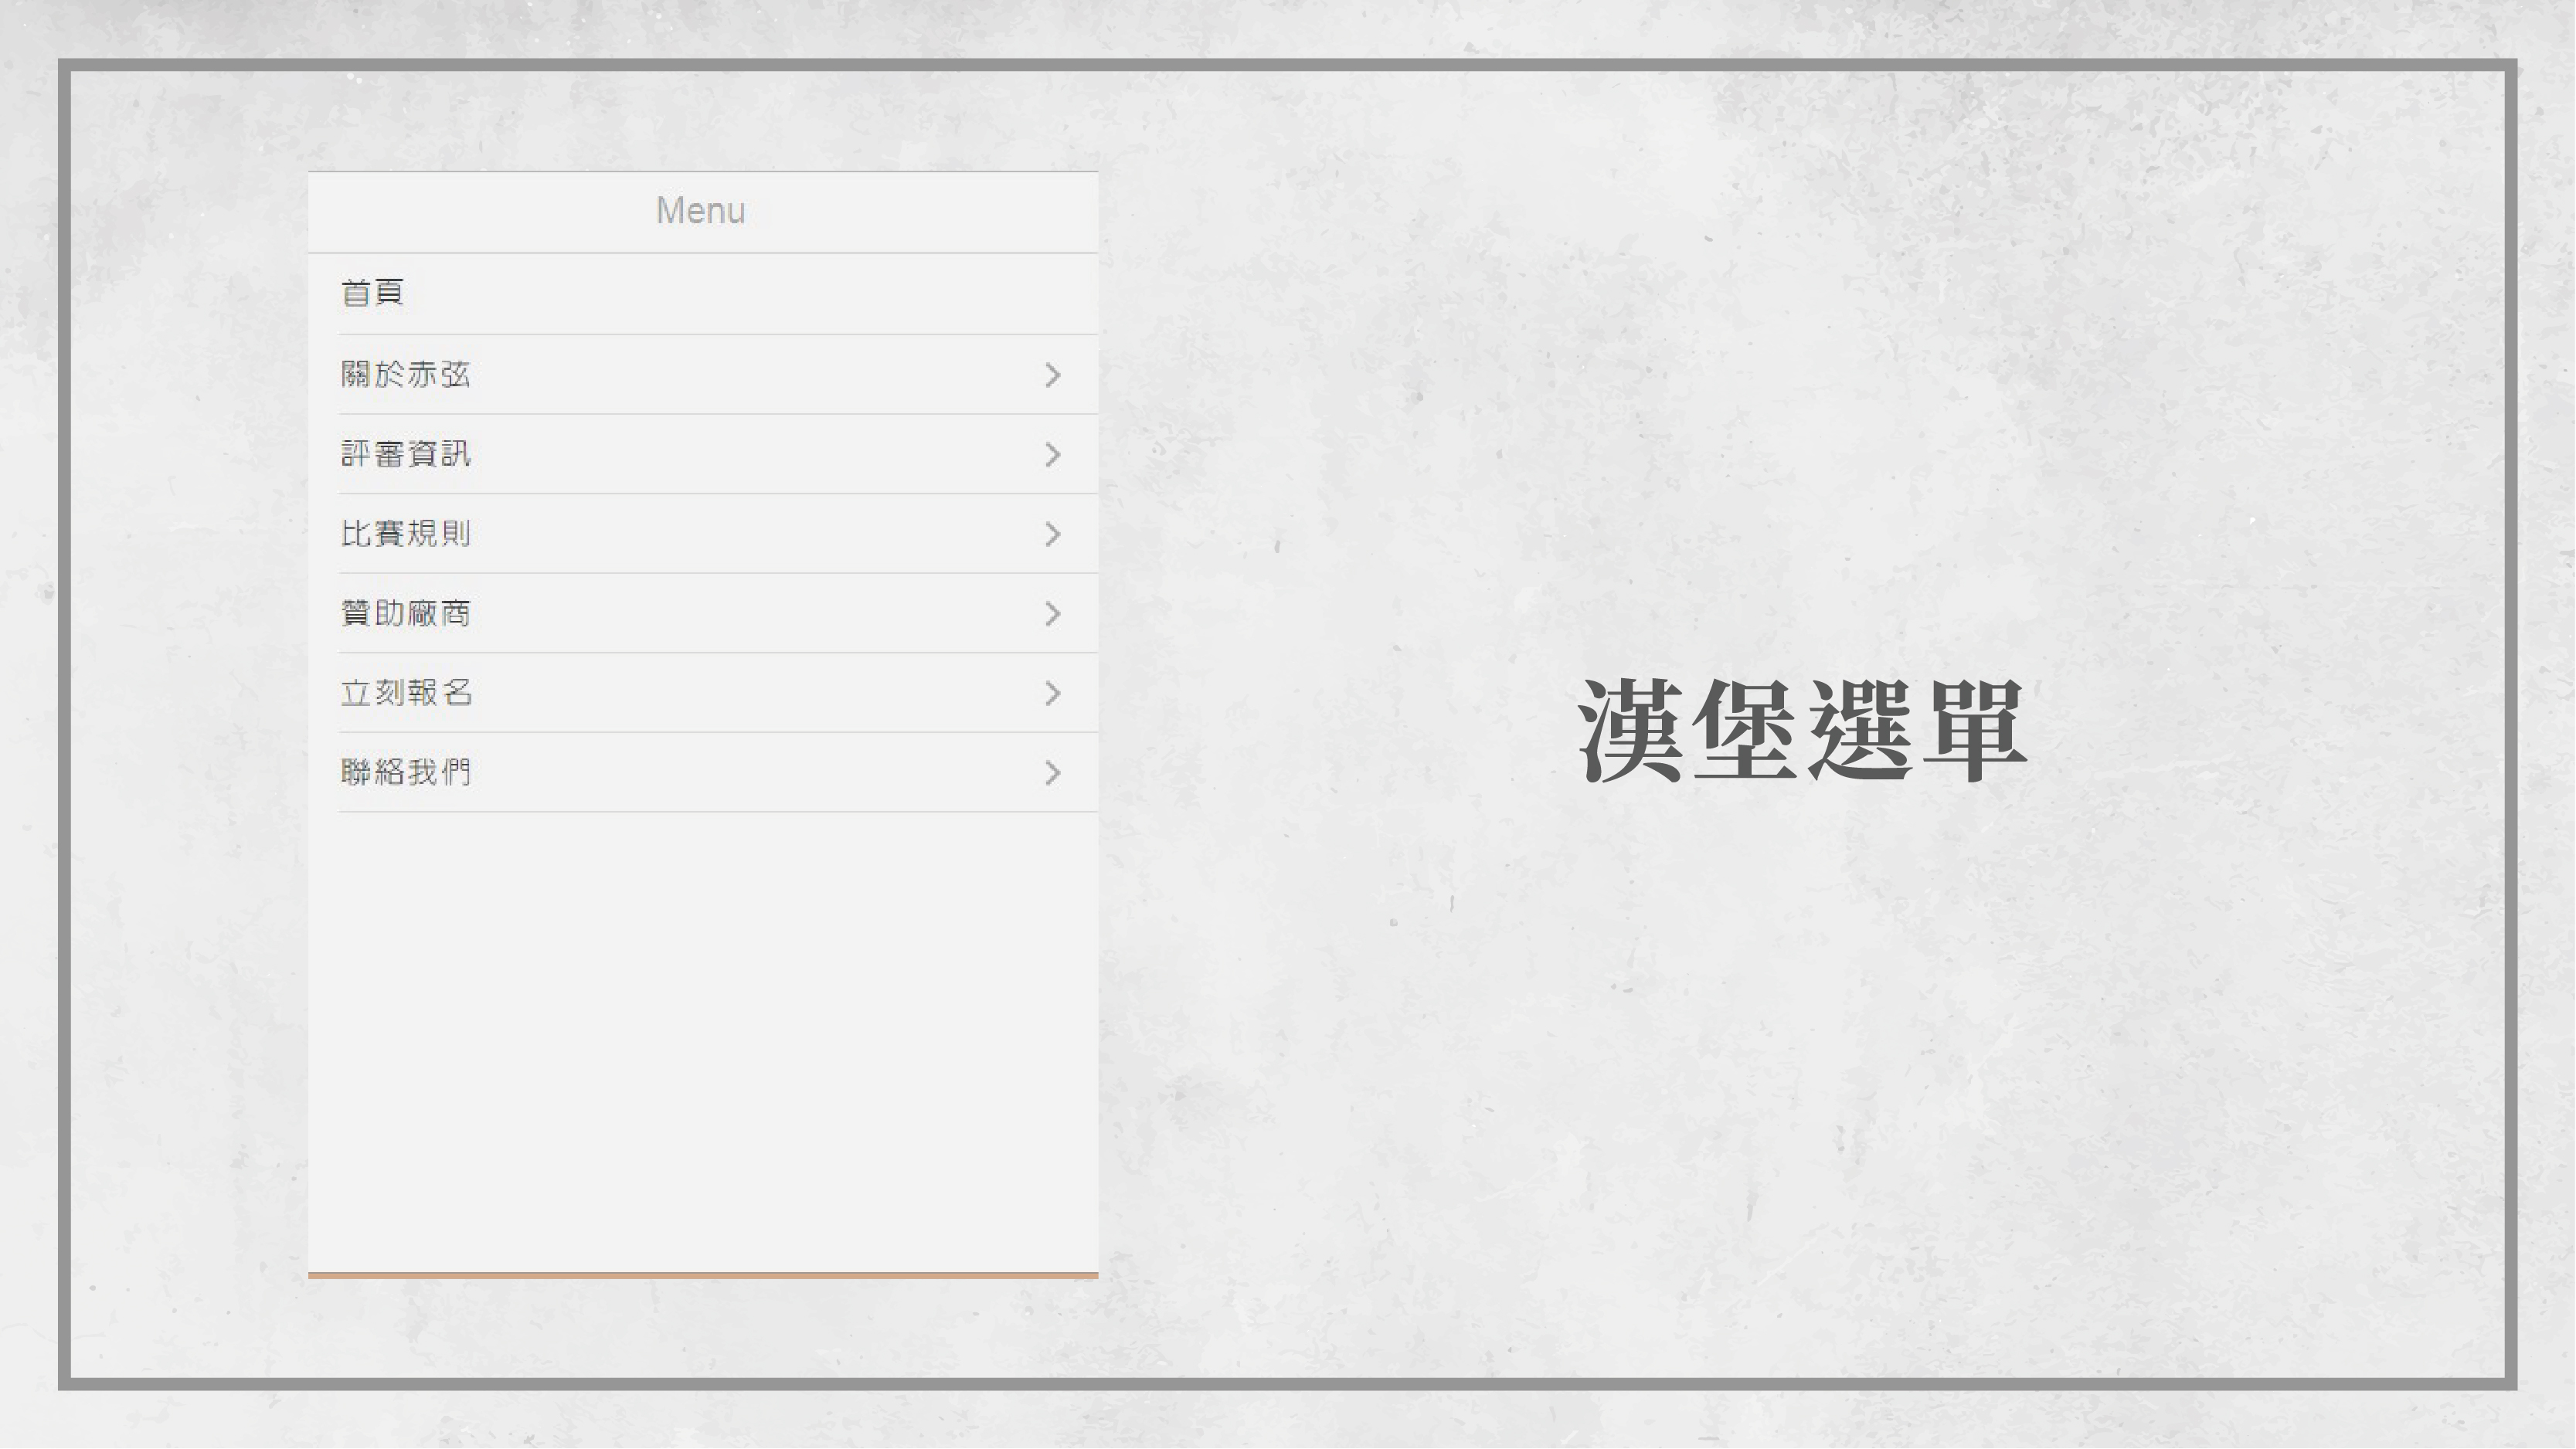 Menu
首頁
關於赤弦
評審資訊
比賽規則
贊助廠商
立刻報名
聯絡我們
漢堡選單